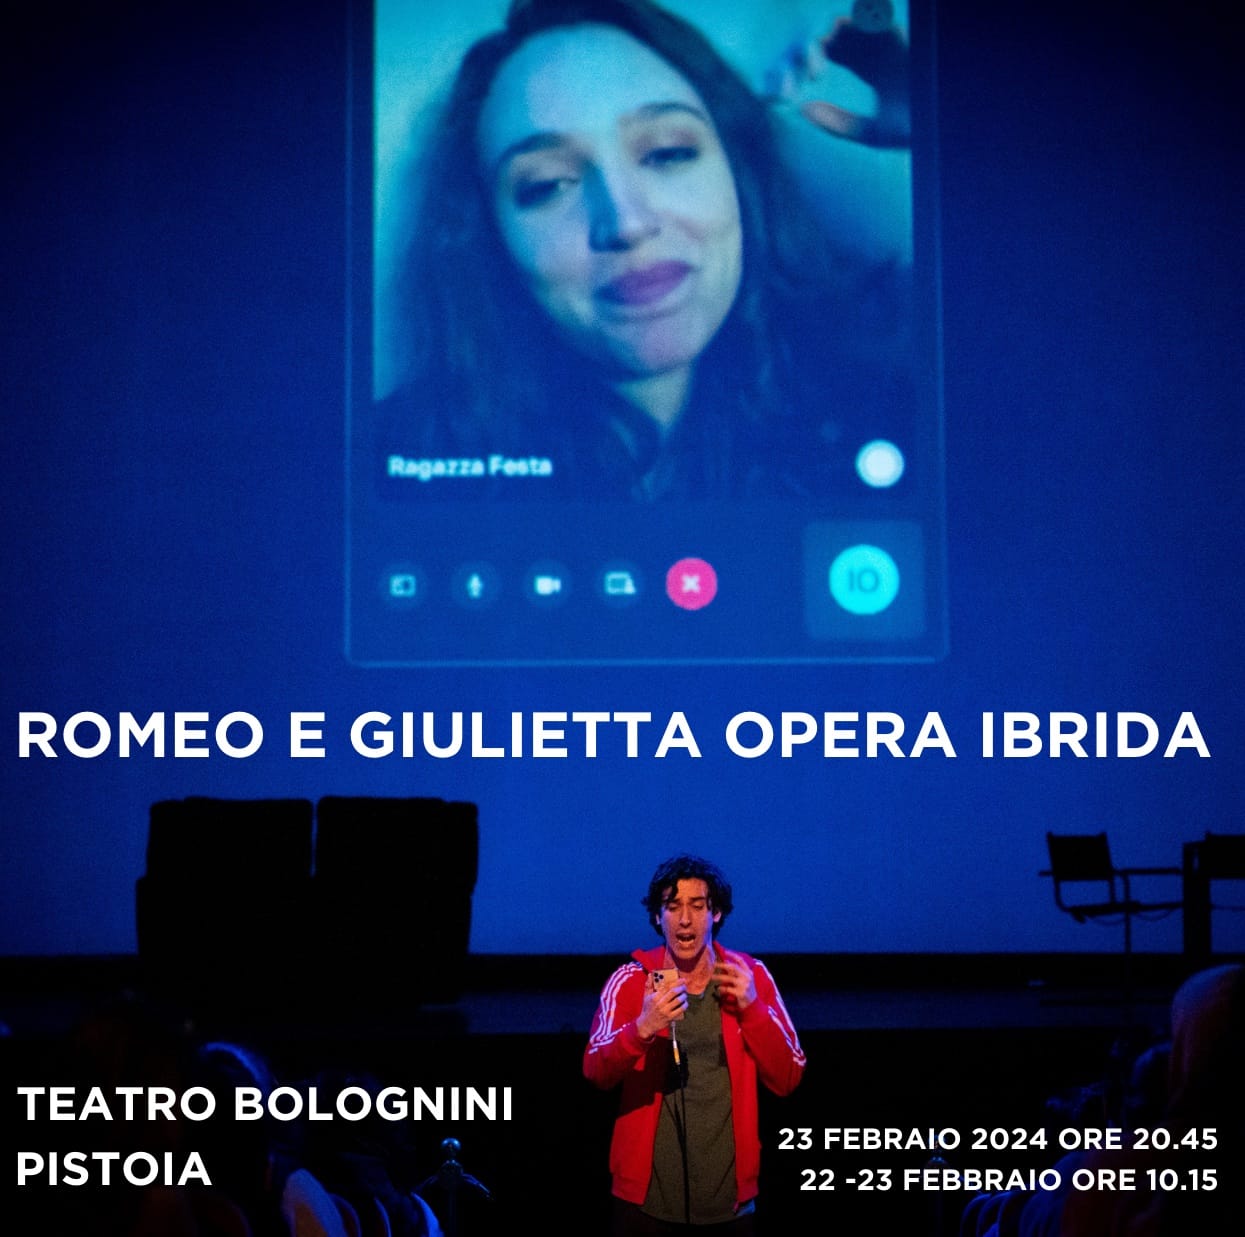 Ragazza Festa
IO
ROMEO E GIULIETTA OPERA IBRIDA
TEATRO BOLOGNINI
PISTOIA
23 FEBRAIO 2024 ORE 20.45
22 -23 FEBBRAIO ORE 10.15